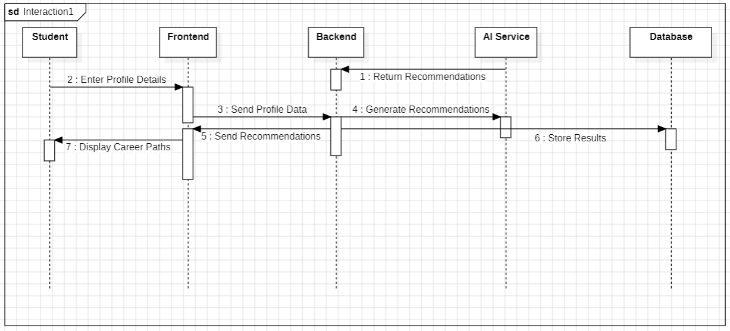 sd Interaction1
Student Frontend Backend AI Service Database
1 : Return Recommendations
2 : Enter Profile Details
3 : Send Profile Data
4 : Generate Recommendations
5 : Send Recommendations
6 : Store Results
7 : Display Career Paths